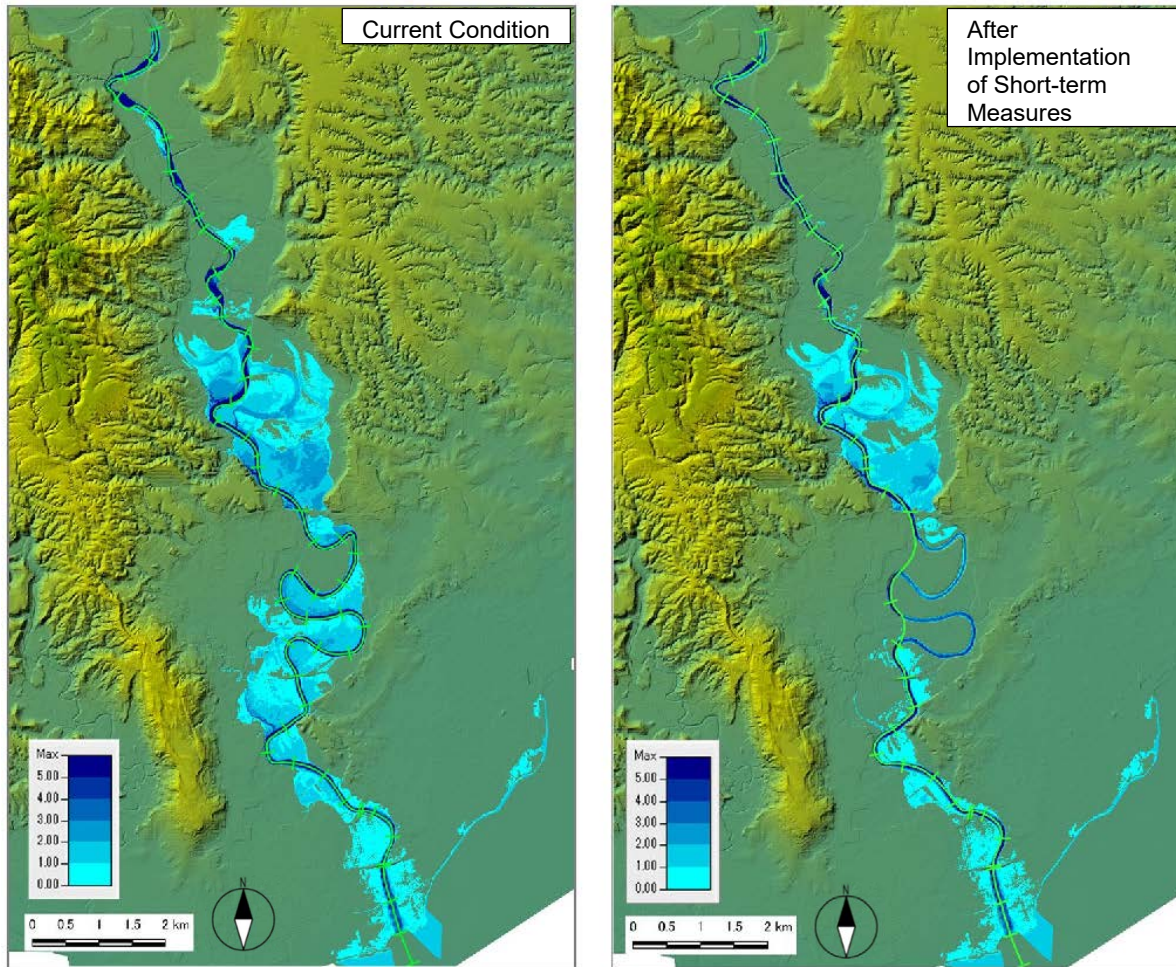 Current Condition
Max
5.00
4.00
3.00
2.00
1.00
0.00
N
0 0.5 1 1.5 2 km
After
Implementation
of Short-term
Measures
Max
5.00
4.00
3.00
2.00
1.00
0.00
N
0 0.5 1 1.5 2 km